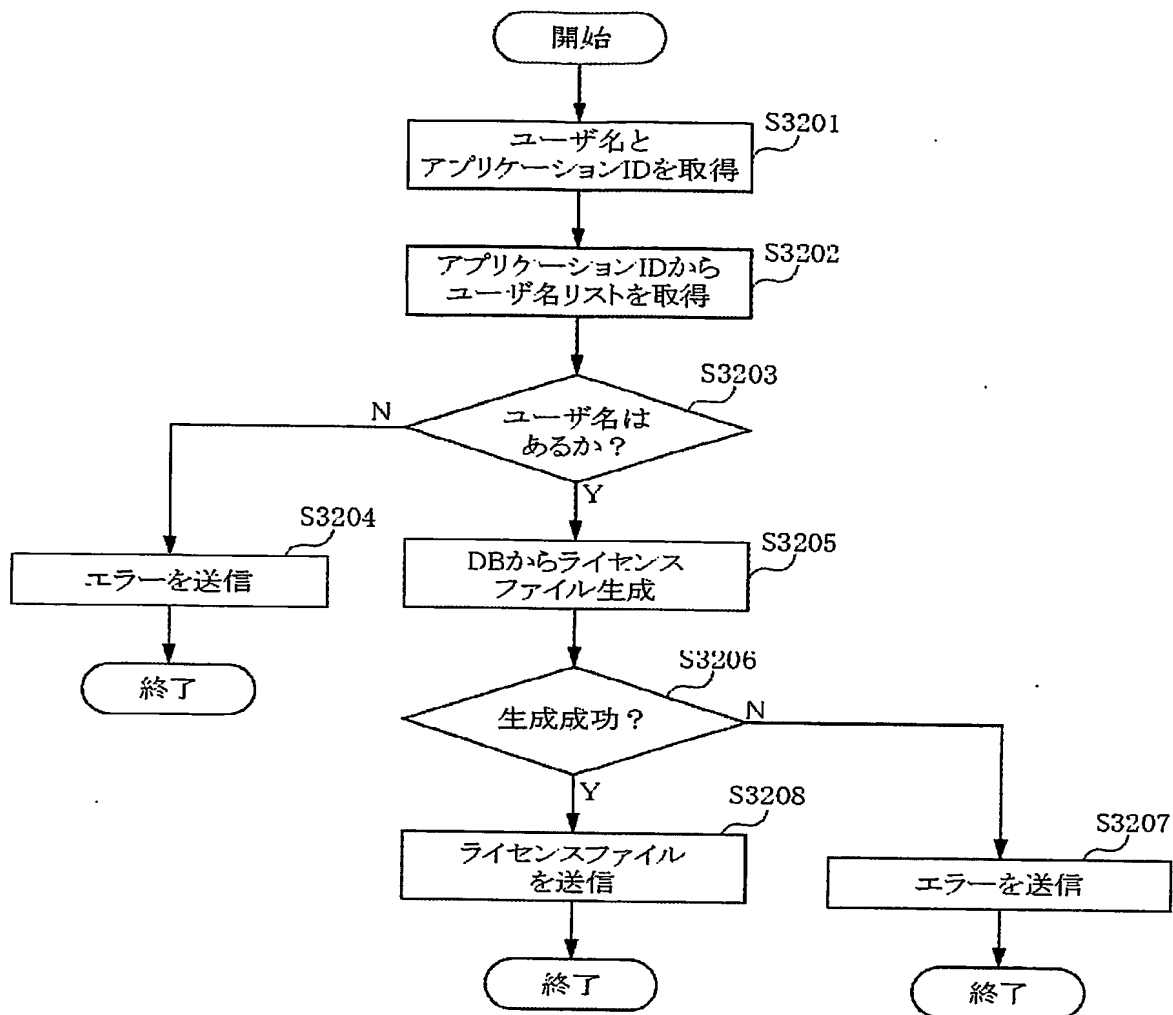 開始
S3201
ユーザ名と
アプリケーションIDを取得
S3202
アプリケーションIDから
ユーザ名リストを取得
S3203
ユーザ名は
あるか?
N
Y
S3204
エラーを送信
終了
S3205
DBからライセンス
ファイル生成
S3206
生成成功?
N
Y
S3208
ライセンスファイル
を送信
終了
S3207
エラーを送信
終了